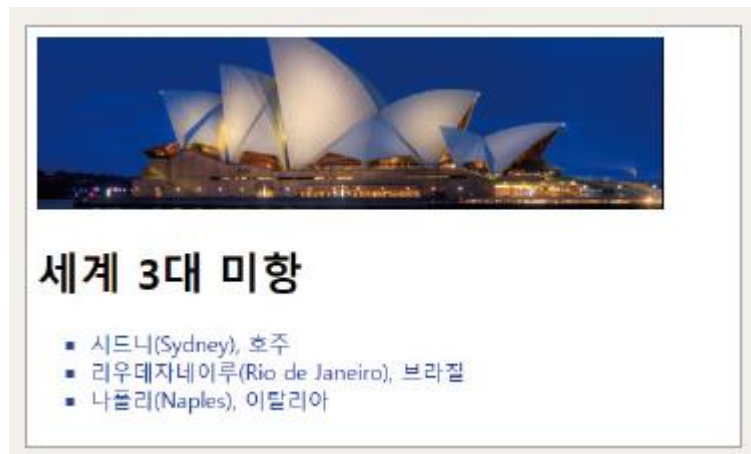 세계 3대 미항
시드니(Sydney), 호주
리우데자네이루(Rio de Janeiro), 브라질
나폴리(Naples), 이탈리아